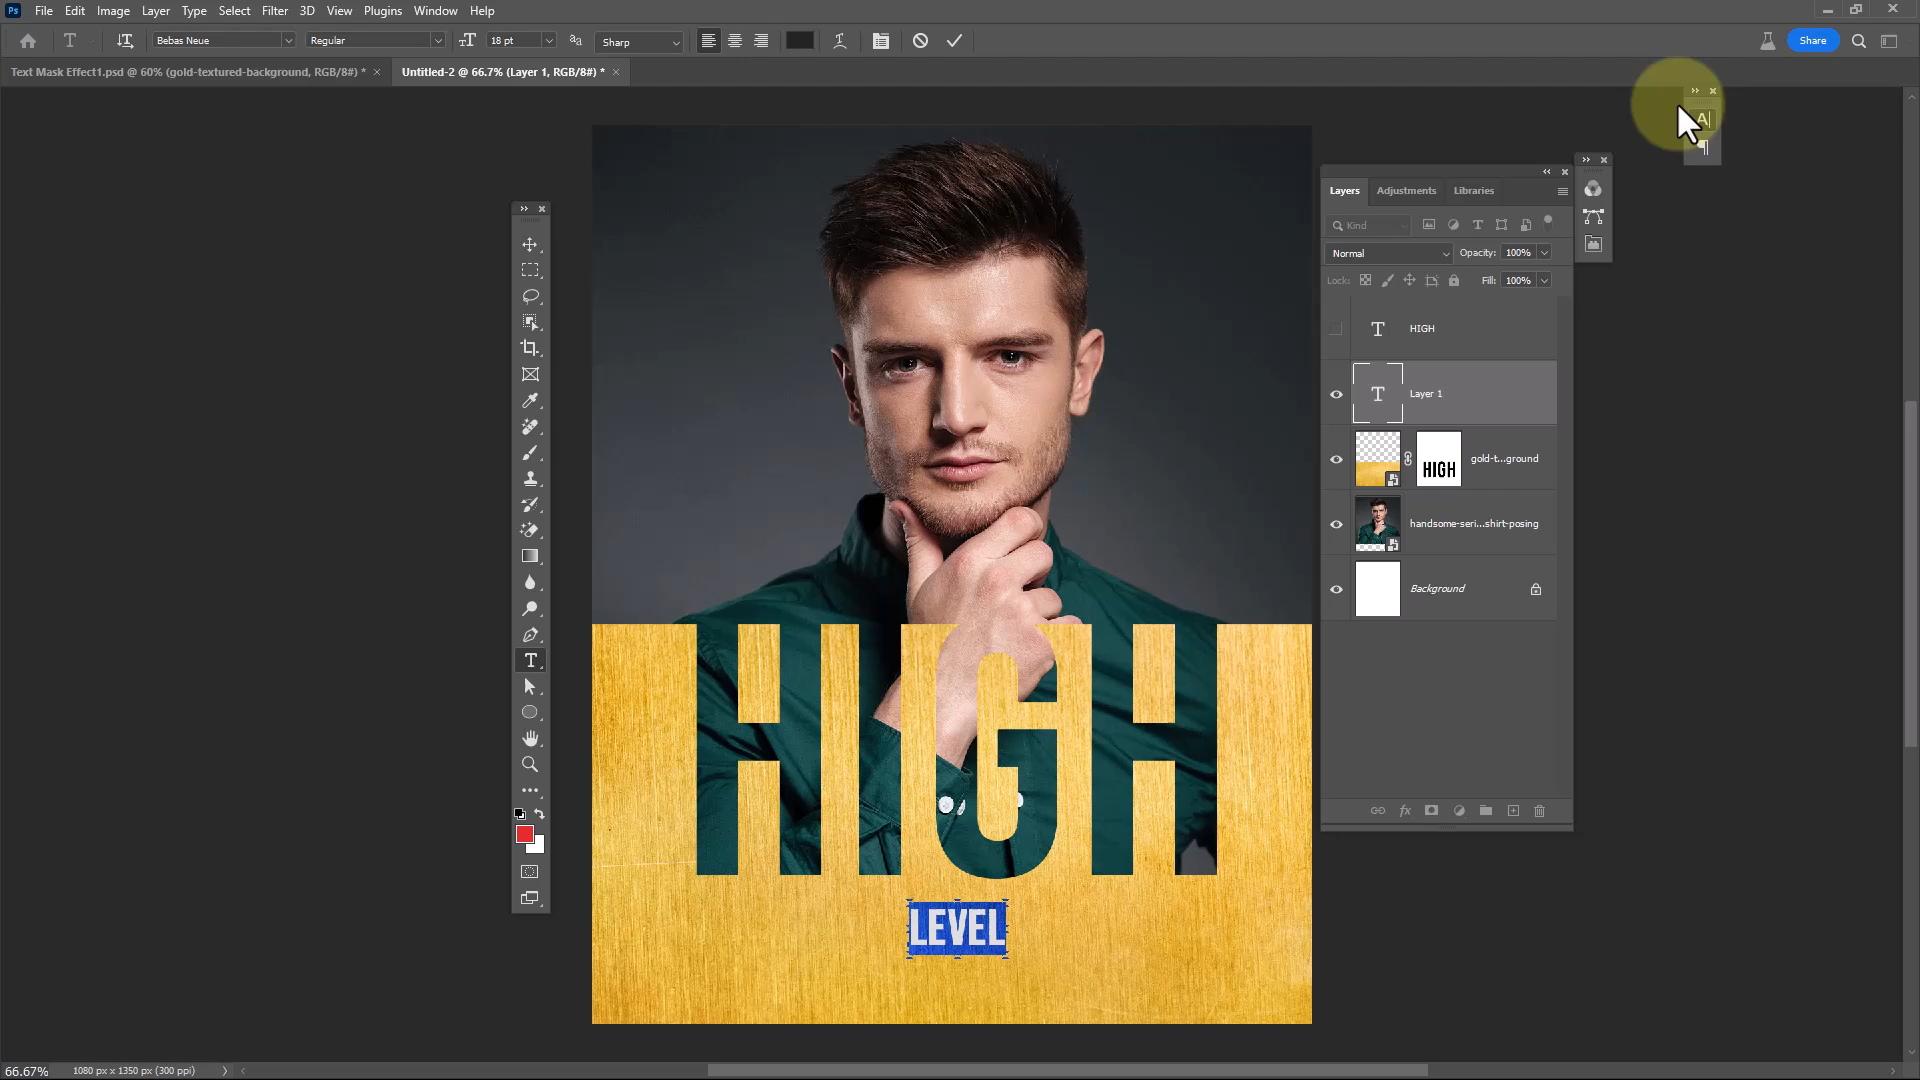 Ps File Edit Image Layer Type Select Filter 3D View Plugins Window Help
T Bebas Neue Regular 18 pt Sharp Share
Text Mask Effect1.psd @ 60% (gold-textured-background, RGB/8#) * × Untitled-2 @ 66.7% (Layer 1, RGB/8#) * ×
A
Layers Adjustments Libraries
Kind
Normal Opacity: 100%
Lock: Fill: 100%
T HIGH
T Layer 1
HIGH gold-t...ground
handsome-seri...shirt-posing
Background
HIGH
LEVEL
66.67% 1080 px x 1350 px (300 ppi)